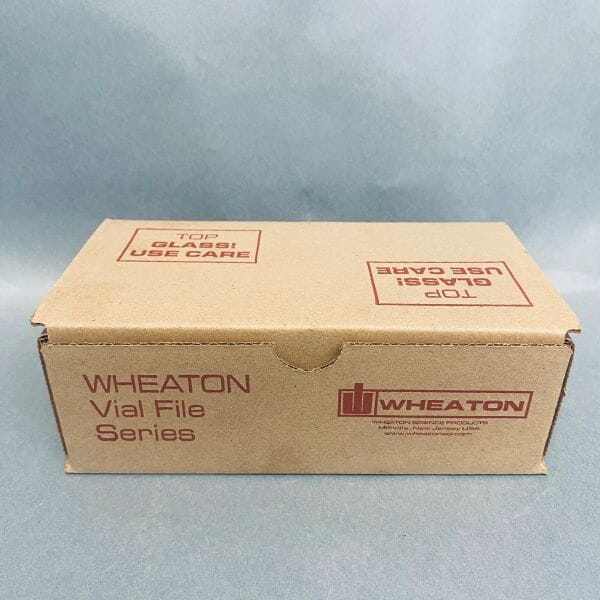 TOP
GLASS!
USE CARE
TOP
GLASS!
USE CARE
WHEATON
Vial File
Series
WHEATON
WHEATON SCIENCE PRODUCTS
Millville, New Jersey USA
www.wheatonsci.com